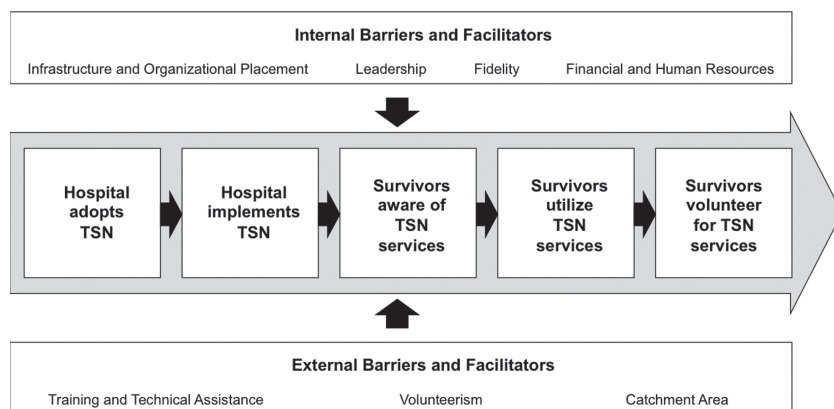 Internal Barriers and Facilitators
Infrastructure and Organizational Placement Leadership Fidelity Financial and Human Resources
Hospital
adopts
TSN
Hospital
implements
TSN
Survivors
aware of
TSN
services
Survivors
utilize
TSN
services
Survivors
volunteer
for TSN
services
External Barriers and Facilitators
Training and Technical Assistance Volunteerism Catchment Area